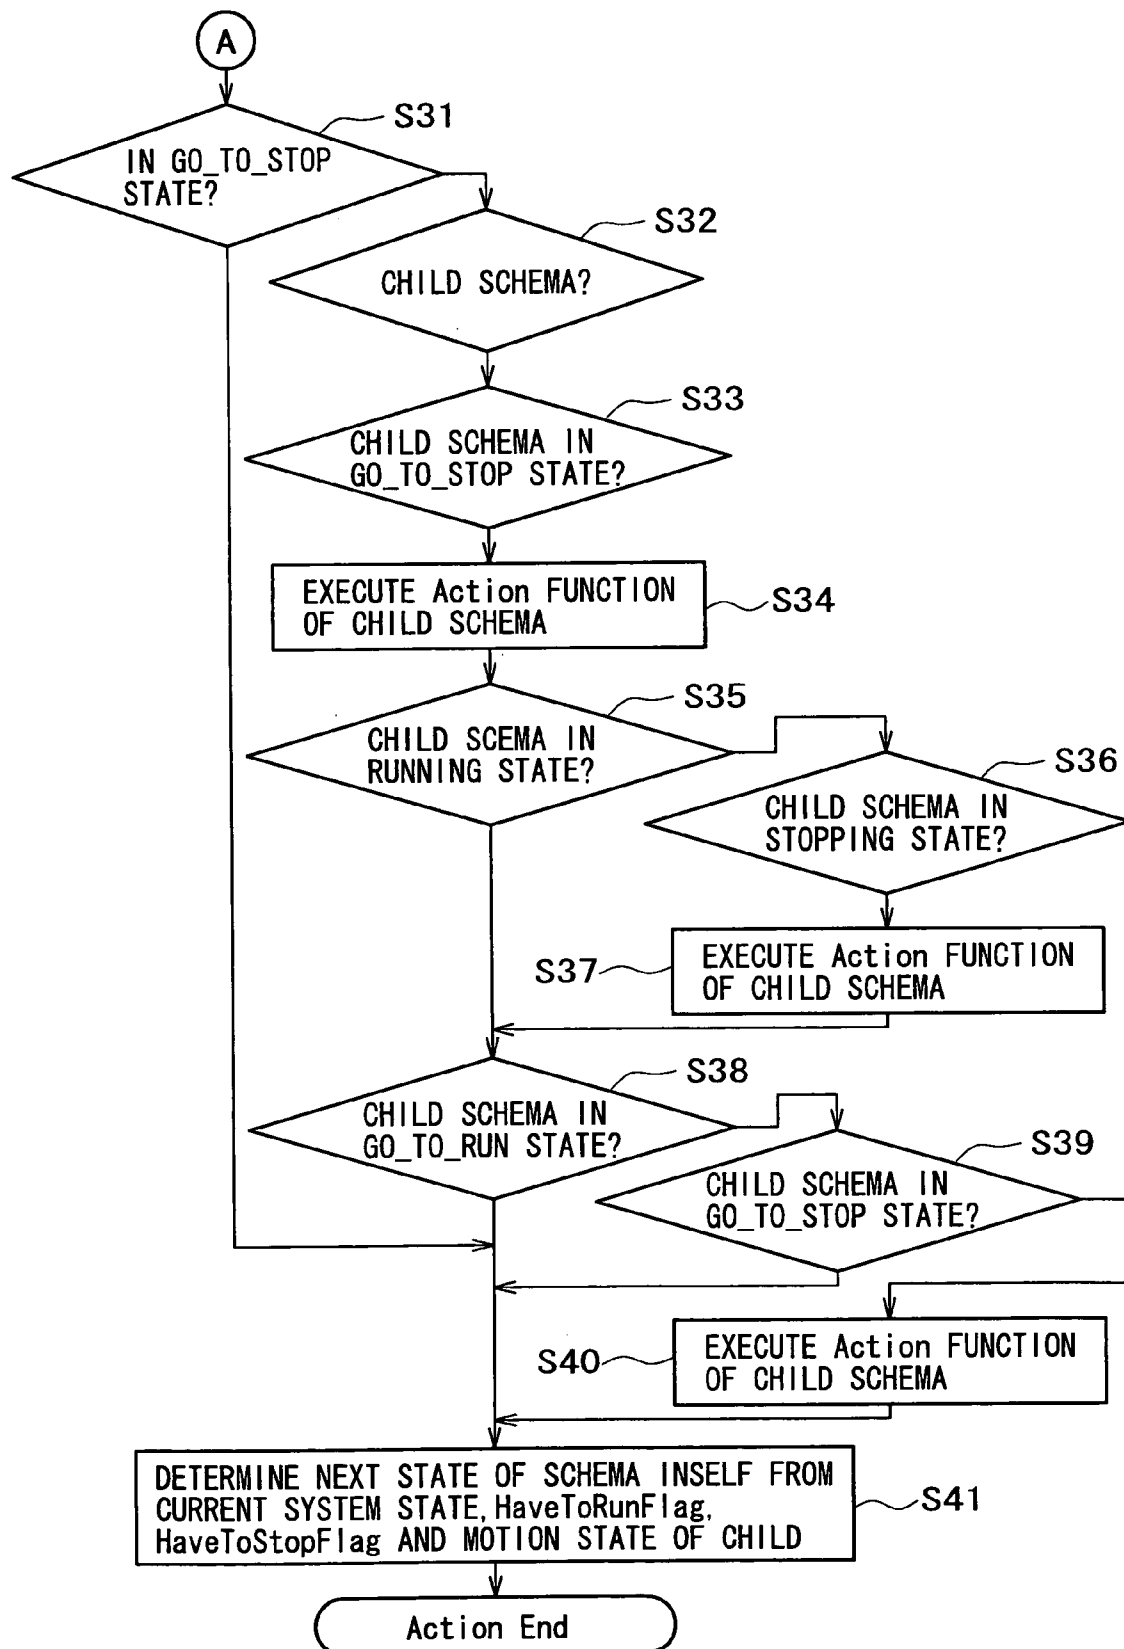 A
S31
IN GO_TO_STOP
STATE?
S32
CHILD SCHEMA?
S33
CHILD SCHEMA IN
GO_TO_STOP STATE?
EXECUTE Action FUNCTION
OF CHILD SCHEMA
S34
S35
CHILD SCEMA IN
RUNNING STATE?
S36
CHILD SCHEMA IN
STOPPING STATE?
S37
EXECUTE Action FUNCTION
OF CHILD SCHEMA
S38
CHILD SCHEMA IN
GO_TO_RUN STATE?
S39
CHILD SCHEMA IN
GO_TO_STOP STATE?
S40
EXECUTE Action FUNCTION
OF CHILD SCHEMA
DETERMINE NEXT STATE OF SCHEMA INSELF FROM
CURRENT SYSTEM STATE, HaveToRunFlag,
HaveToStopFlag AND MOTION STATE OF CHILD
S41
Action End